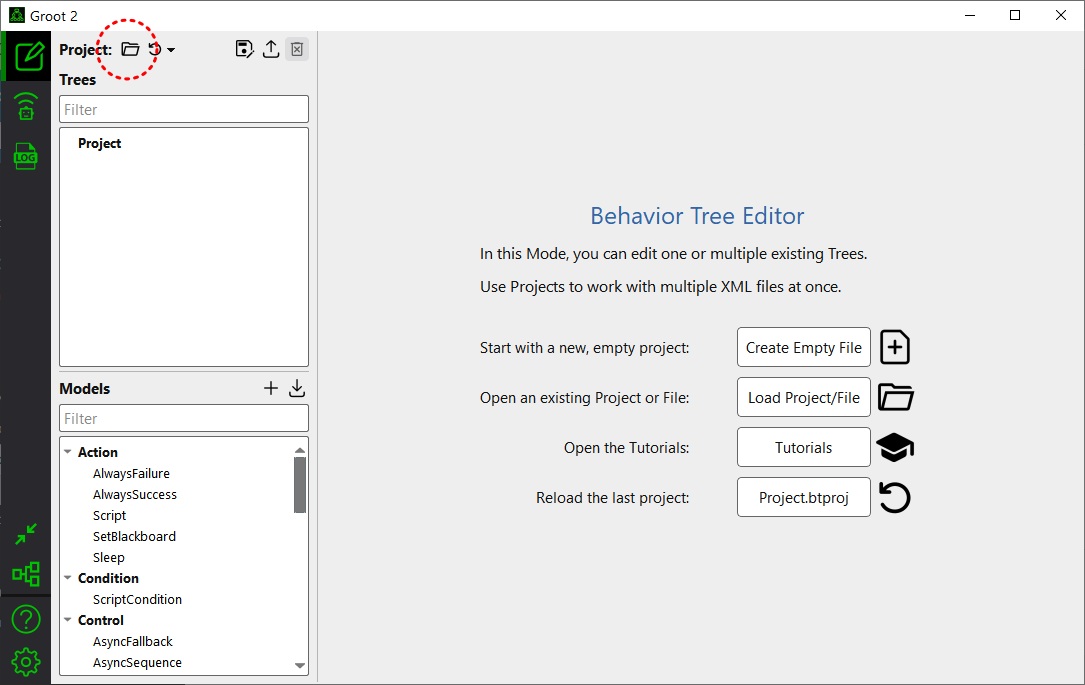 Groot 2
Project:
Trees
Filter
Project
Models
Filter
Action
AlwaysFailure
AlwaysSuccess
Script
SetBlackboard
Sleep
Condition
ScriptCondition
Control
AsyncFallback
AsyncSequence
LOG
Behavior Tree Editor
In this Mode, you can edit one or multiple existing Trees.
Use Projects to work with multiple XML files at once.
Start with a new, empty project: Create Empty File
Open an existing Project or File: Load Project/File
Open the Tutorials: Tutorials
Reload the last project: Project.btproj